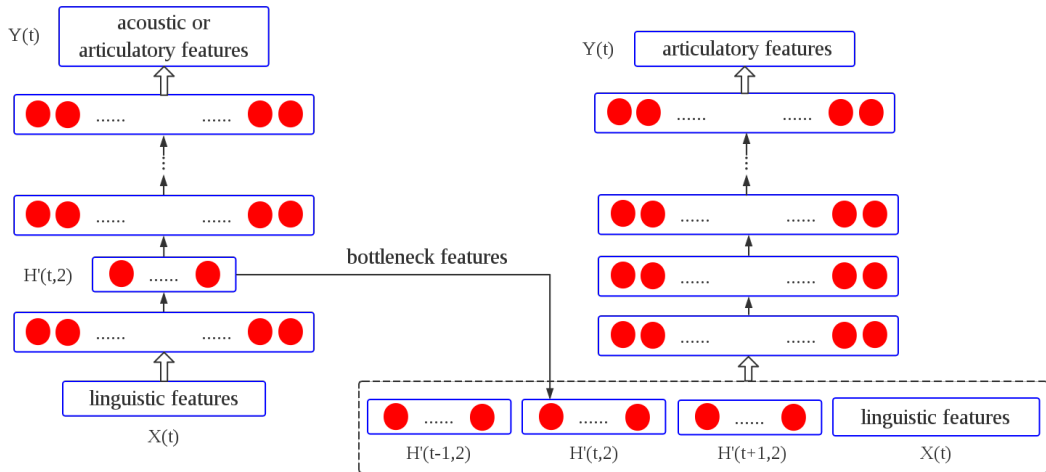 Y(t)
acoustic or
articulatory features
...... ......
...... ......
H'(t,2)
......
...... ......
linguistic features
X(t)
bottleneck features
Y(t)
articulatory features
...... ......
...... ......
...... ......
...... ......
...... ...... ...... linguistic features
H'(t-1,2) H'(t,2) H'(t+1,2) X(t)